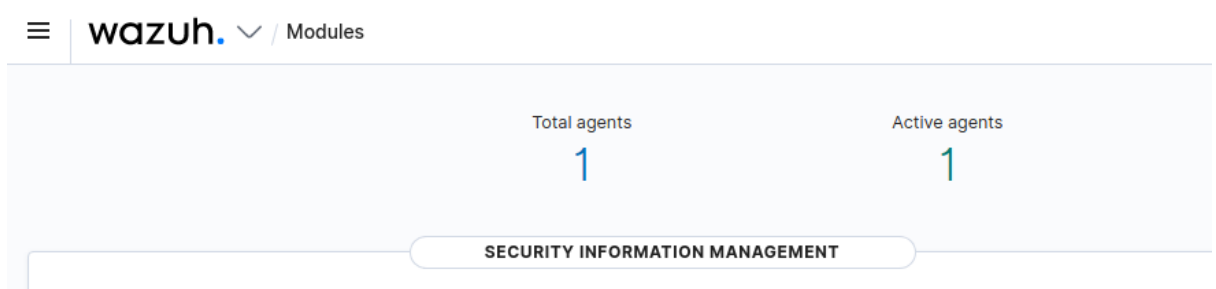 wazuh. / Modules
Total agents
Active agents
1
1
SECURITY INFORMATION MANAGEMENT